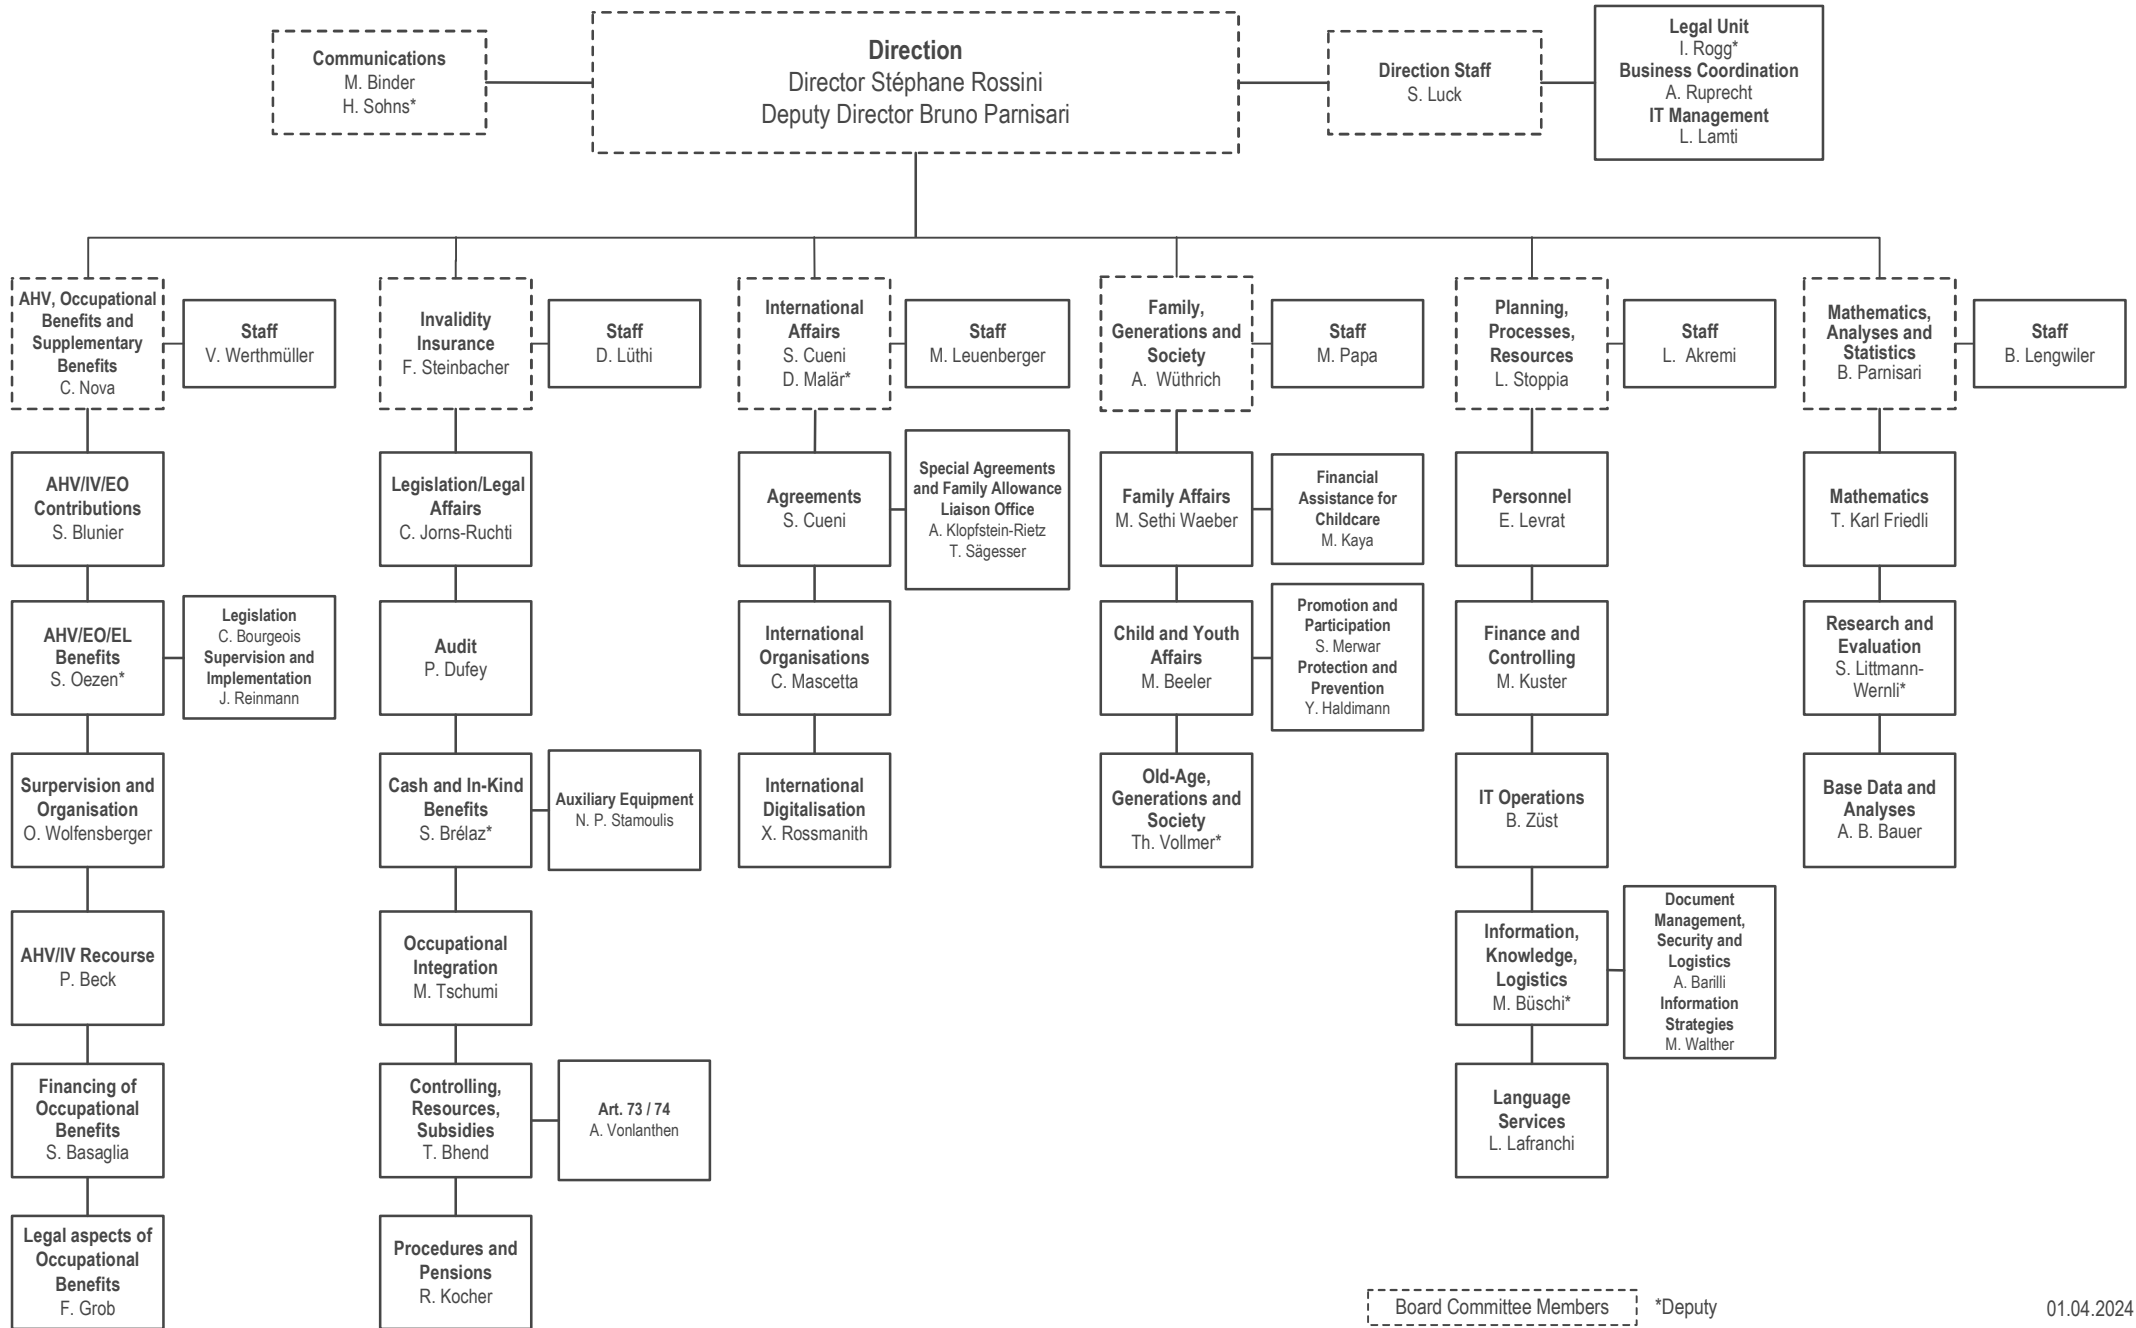 Communications
M. Binder
H. Sohns*
Direction
Director Stéphane Rossini
Deputy Director Bruno Parnisari
Direction Staff
S. Luck
Legal Unit
I. Rogg*
Business Coordination
A. Ruprecht
IT Management
L. Lamti
AHV, Occupational
Benefits and
Supplementary
Benefits
C. Nova
Staff
V. Werthmüller
Invalidity
Insurance
F. Steinbacher
Staff
D. Lüthi
International
Affairs
S. Cueni
D. Malär*
Staff
M. Leuenberger
Family,
Generations and
Society
A. Wüthrich
Staff
M. Papa
Planning,
Processes,
Resources
L. Stoppia
Staff
L. Akremi
Mathematics,
Analyses and
Statistics
B. Parnisari
Staff
B. Lengwiler
AHV/IV/EO
Contributions
S. Blunier
Legislation/Legal
Affairs
C. Jorns-Ruchti
Agreements
S. Cueni
Special Agreements
and Family Allowance
Liaison Office
A. Klopfstein-Rietz
T. Sägesser
Family Affairs
M. Sethi Waeber
Financial
Assistance for
Childcare
M. Kaya
Personnel
E. Levrat
Mathematics
T. Karl Friedli
AHV/EO/EL
Benefits
S. Oezen*
Legislation
C. Bourgeois
Supervision and
Implementation
J. Reinmann
Audit
P. Dufey
International
Organisations
C. Mascetta
Child and Youth
Affairs
M. Beeler
Promotion and
Participation
S. Merwar
Protection and
Prevention
Y. Haldimann
Finance and
Controlling
M. Kuster
Research and
Evaluation
S. Littmann-
Wernli*
Surpervision and
Organisation
O. Wolfensberger
Cash and In-Kind
Benefits
S. Brélaz*
Auxiliary Equipment
N. P. Stamoulis
International
Digitalisation
X. Rossmanith
Old-Age,
Generations and
Society
Th. Vollmer*
IT Operations
B. Züst
Base Data and
Analyses
A. B. Bauer
AHV/IV Recourse
P. Beck
Occupational
Integration
M. Tschumi
Information,
Knowledge,
Logistics
M. Büschi*
Document
Management,
Security and
Logistics
A. Barilli
Information
Strategies
M. Walther
Financing of
Occupational
Benefits
S. Basaglia
Controlling,
Resources,
Subsidies
T. Bhend
Art. 73 / 74
A. Vonlanthen
Language
Services
L. Lafranchi
Legal aspects of
Occupational
Benefits
F. Grob
Procedures and
Pensions
R. Kocher
Board Committee Members
*Deputy
01.04.2024